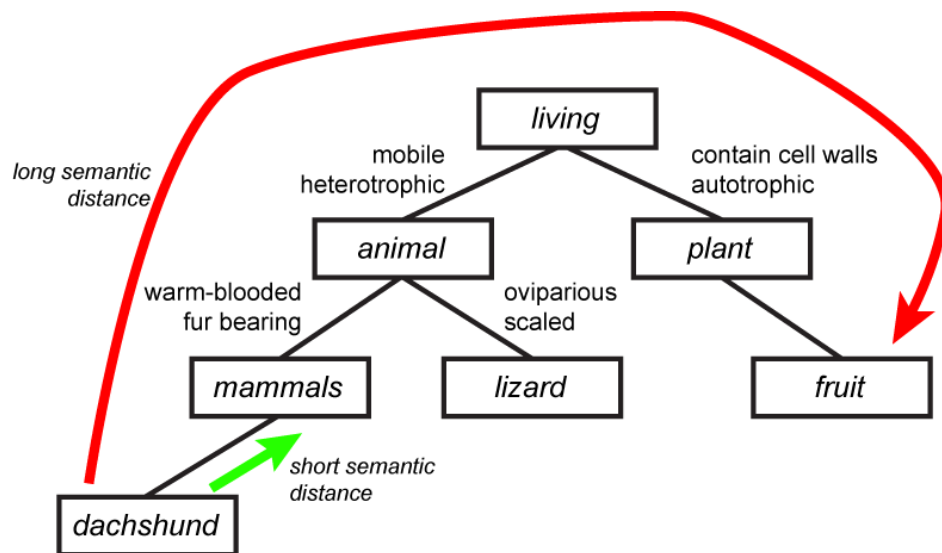 living
mobile
heterotrophic
contain cell walls
autotrophic
long semantic
distance
animal
plant
warm-blooded
fur bearing
oviparious
scaled
mammals
lizard
fruit
short semantic
distance
dachshund